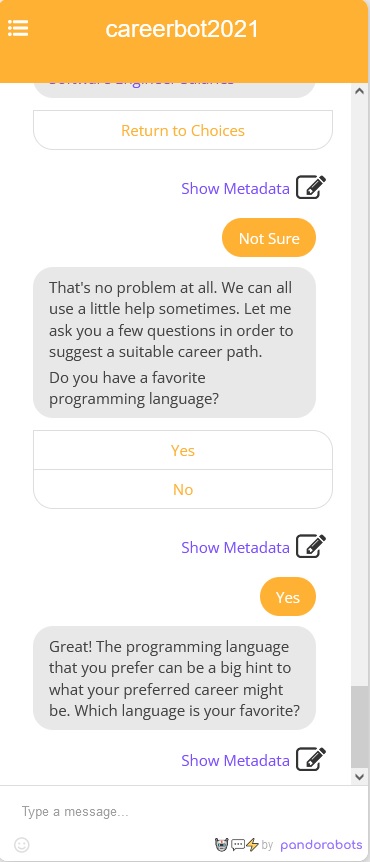 careerbot2021
Software Engineer Salaries
Return to Choices
Show Metadata
Not Sure
That's no problem at all. We can all
use a little help sometimes. Let me
ask you a few questions in order to
suggest a suitable career path.
Do you have a favorite
programming language?
Yes
No
Show Metadata
Yes
Great! The programming language
that you prefer can be a big hint to
what your preferred career might
be. Which language is your favorite?
Show Metadata
Type a message...
by pandorabots